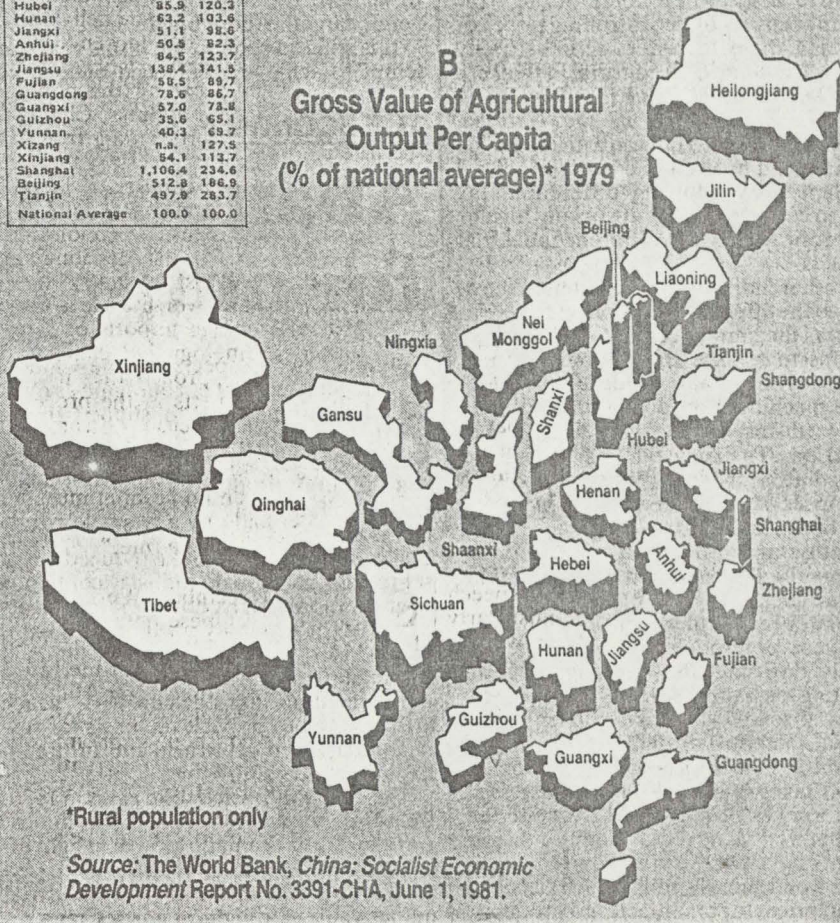 Hubei 85.9 120.3
Hunan 63.2 103.6
Jiangxi 51.1 98.6
Anhui 50.5 82.3
Zhejiang 84.5 123.7
Jiangsu 138.4 141.5
Fujian 58.5 89.7
Guangdong 78.6 86.7
Guangxi 57.0 78.8
Guizhou 35.6 65.1
Yunnan 40.3 69.7
Xizang n.a. 127.5
Xinjiang 54.1 113.7
Shanghai 1,106.4 234.6
Beijing 512.8 186.9
Tianjin 497.9 283.7
National Average 100.0 100.0
B
Gross Value of Agricultural
Output Per Capita
(% of national average)* 1979
Heilongjiang
Jilin
Beijing
Liaoning
Nei
Monggol
Ningxia
Tianjin
Xinjiang
Shangdong
Gansu
Shanxi
Hubei
Jiangxi
Qinghai
Henan
Shanghai
Shaanxi
Hebei
Anhui
Zhejiang
Tibet
Sichuan
Hunan
Jiangsu
Fujian
Yunnan
Guizhou
Guangxi
Guangdong
*Rural population only
Source: The World Bank, China: Socialist Economic
Development Report No. 3391-CHA, June 1, 1981.